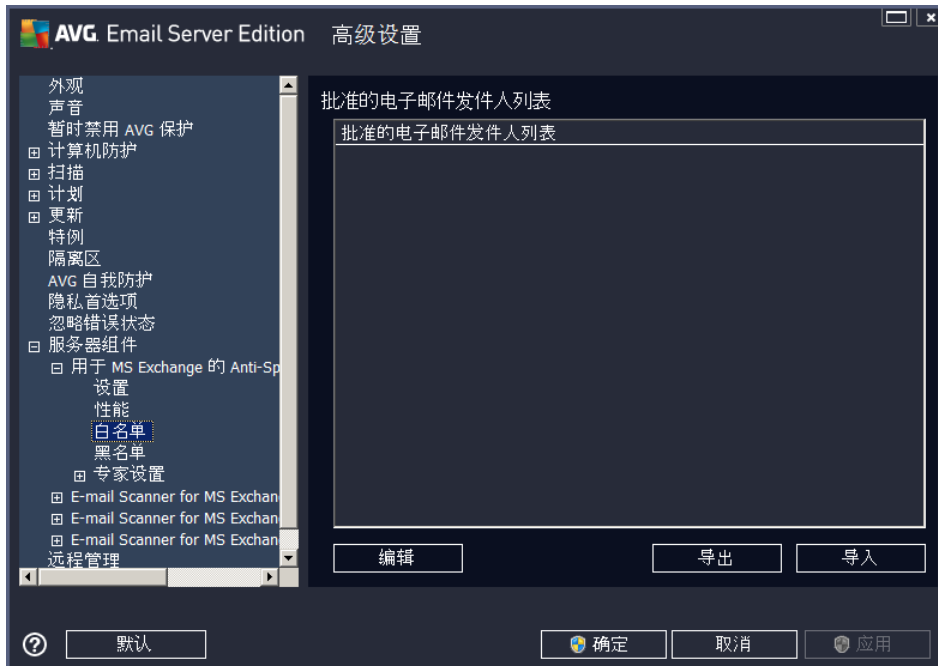 AVG. Email Server Edition 高级设置
外观
声音
暂时禁用 AVG 保护
计算机防护
扫描
计划
更新
特例
隔离区
AVG 自我防护
隐私首选项
忽略错误状态
服务器组件
用于 MS Exchange 的 Anti-Sp
设置
性能
白名单
黑名单
专家设置
E-mail Scanner for MS Exchan
E-mail Scanner for MS Exchan
E-mail Scanner for MS Exchan
远程管理
批准的电子邮件发件人列表
批准的电子邮件发件人列表
编辑 导出 导入
默认 确定 取消 应用